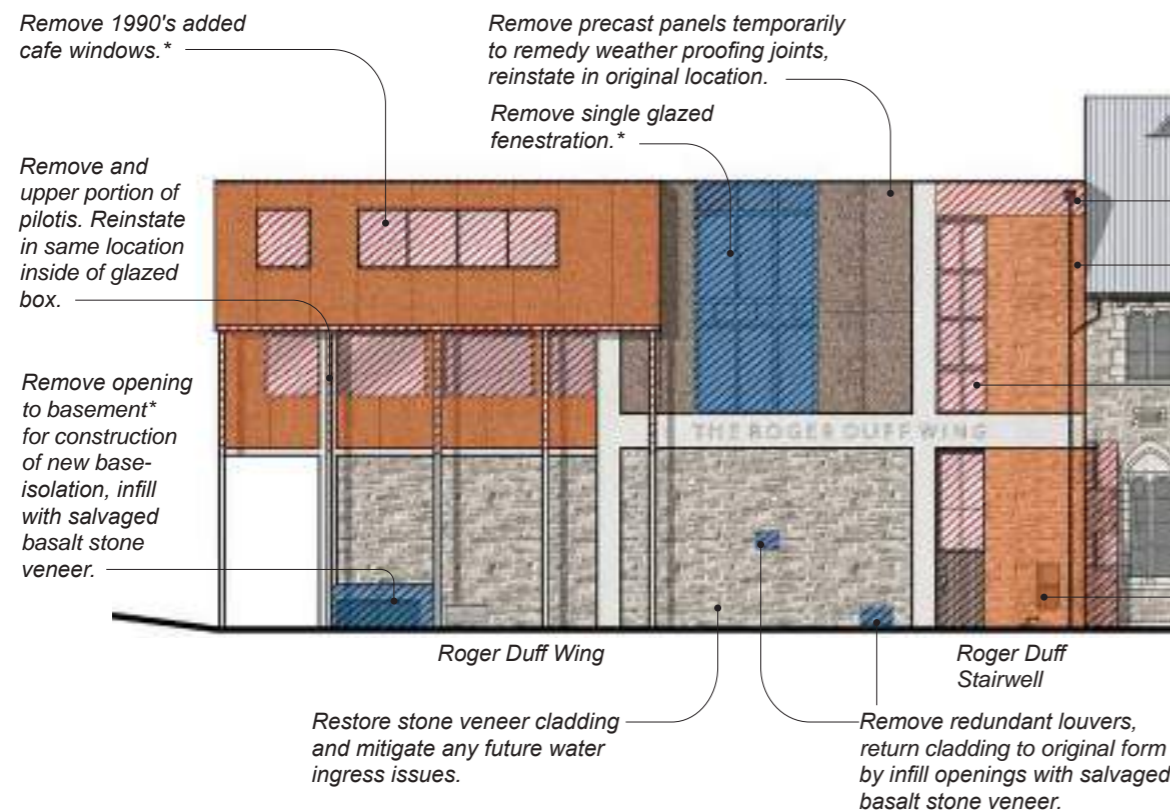 Remove 1990's added
cafe windows.*
Remove precast panels temporarily
to remedy weather proofing joints,
reinstate in original location.
Remove single glazed
fenestration.*
Remove and
upper portion of
pilotis. Reinstate
in same location
inside of glazed
box.
Remove opening
to basement*
for construction
of new base-
isolation, infill
with salvaged
basalt stone
veneer.
THE ROGER DUFF WING
Roger Duff Wing
Roger Duff
Stairwell
Restore stone veneer cladding
and mitigate any future water
ingress issues.
Remove redundant louvers,
return cladding to original form
by infill openings with salvaged
basalt stone veneer.